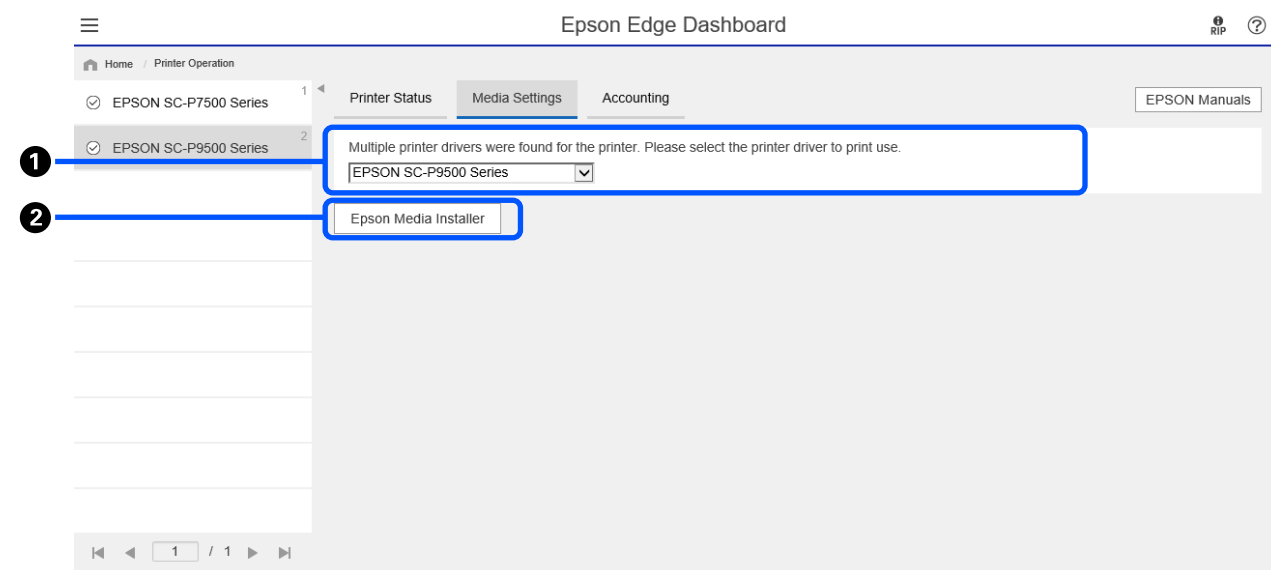 Epson Edge Dashboard
RIP
?
Home / Printer Operation
EPSON SC-P7500 Series 1
EPSON SC-P9500 Series 2
Printer Status Media Settings Accounting
EPSON Manuals
1
Multiple printer drivers were found for the printer. Please select the printer driver to print use.
EPSON SC-P9500 Series
2
Epson Media Installer
1 / 1